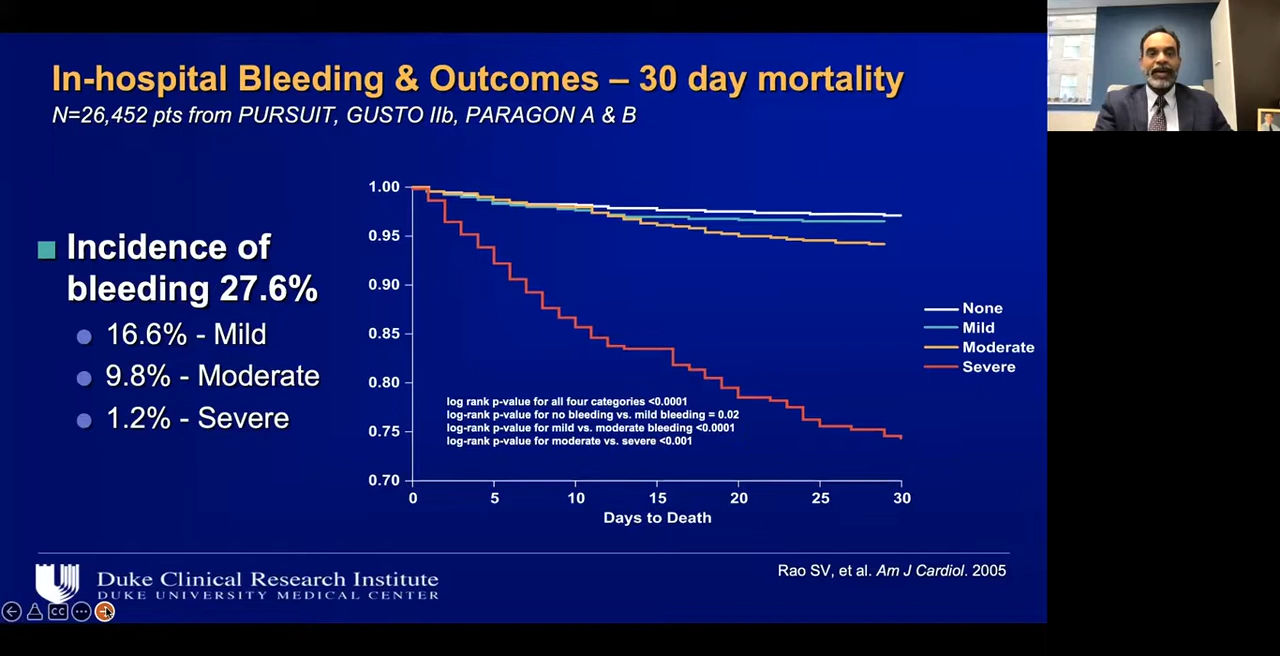 In-hospital Bleeding & Outcomes – 30 day mortality
N=26,452 pts from PURSUIT, GUSTO IIb, PARAGON A & B
Incidence of
bleeding 27.6%
16.6% - Mild
9.8% - Moderate
1.2% - Severe
1.00
0.95
0.90
0.85
0.80
0.75
0.70
log rank p-value for all four categories <0.0001
log-rank p-value for no bleeding vs. mild bleeding = 0.02
log-rank p-value for mild vs. moderate bleeding <0.0001
log-rank p-value for moderate vs. severe <0.001
0 5 10 15 20 25 30
Days to Death
None
Mild
Moderate
Severe
Duke Clinical Research Institute
DUKE UNIVERSITY MEDICAL CENTER
Rao SV, et al. Am J Cardiol. 2005
CC